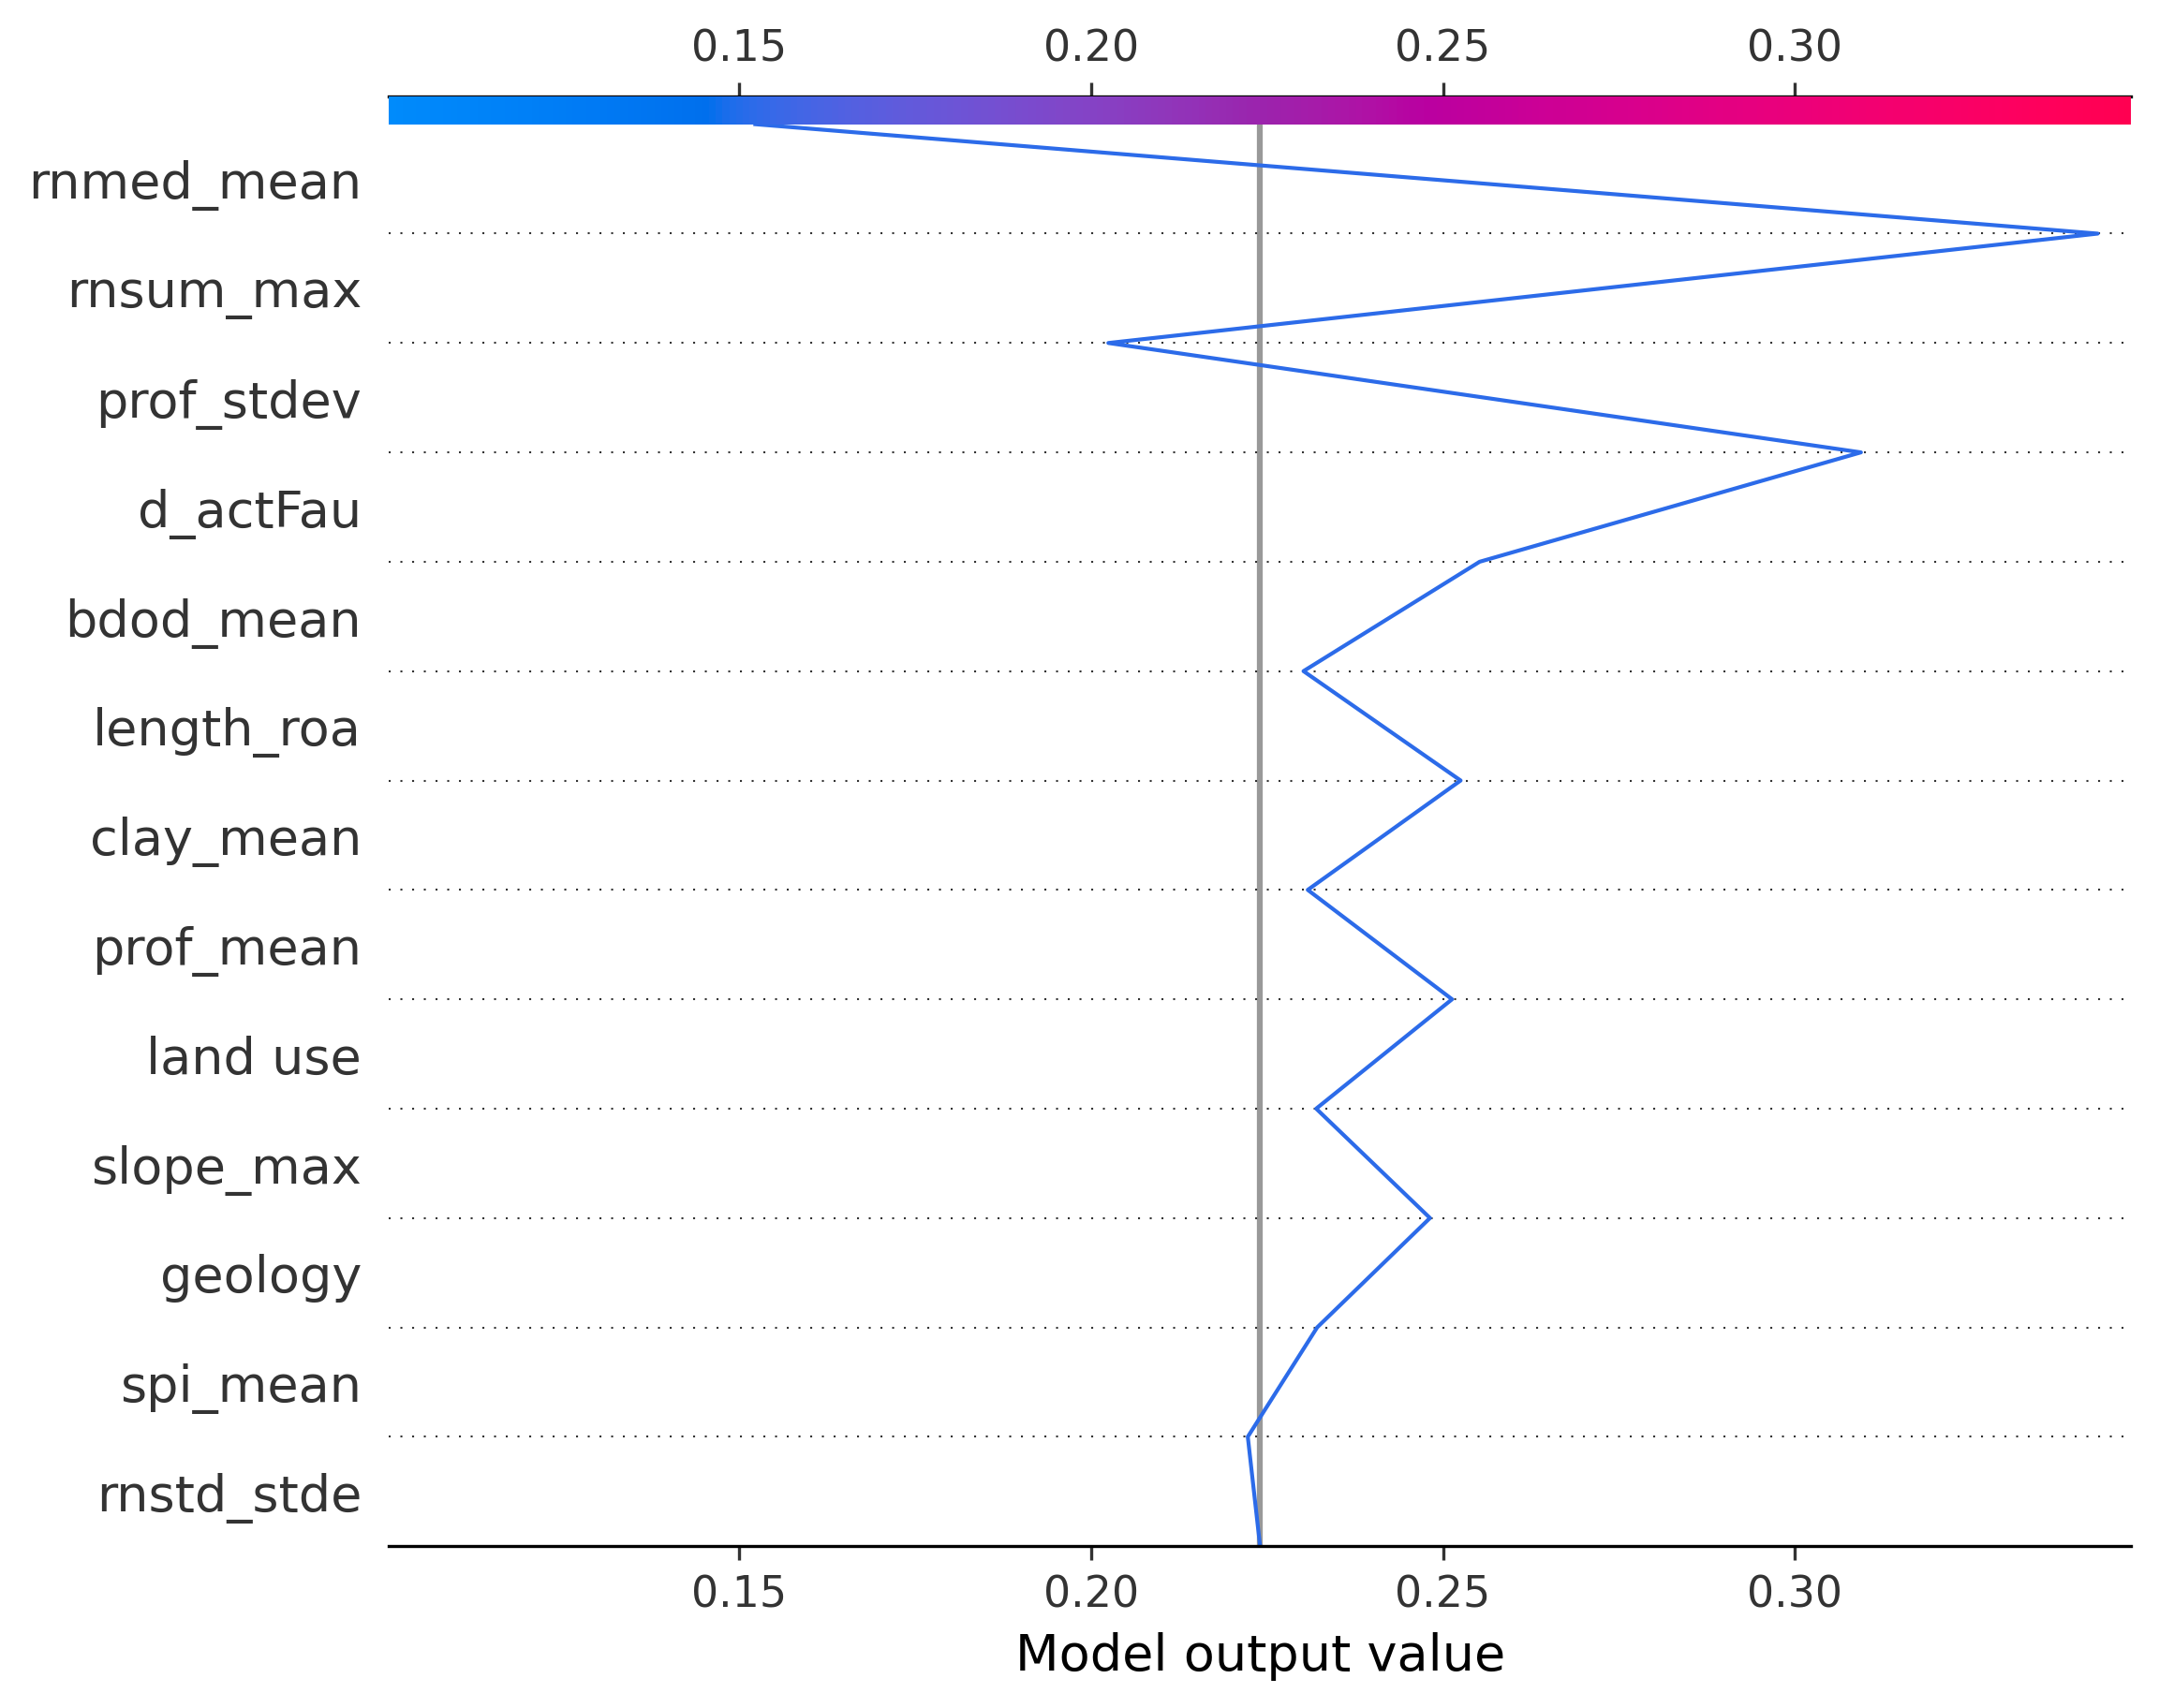 0.15 0.20 0.25 0.30
rnmed_mean
rnsum_max
prof_stdev
d_actFau
bdod_mean
length_roa
clay_mean
prof_mean
land use
slope_max
geology
spi_mean
rnstd_stde
0.15 0.20 0.25 0.30
Model output value